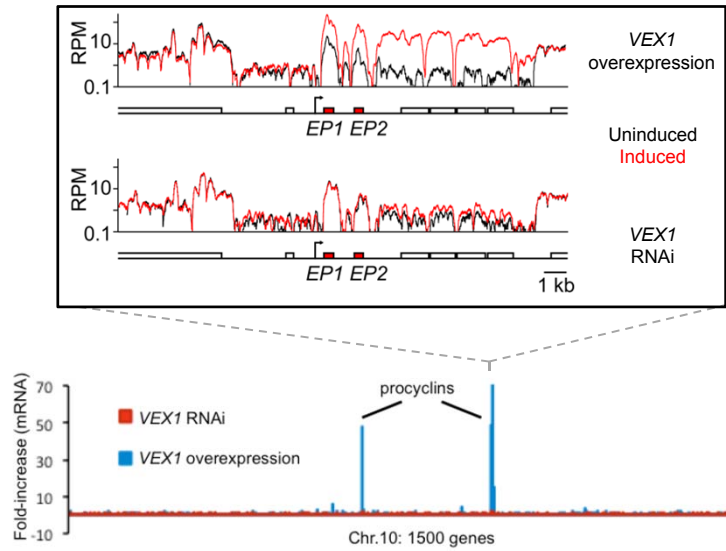 RPM
10
0.1
EP1 EP2
VEX1
overexpression
Uninduced
Induced
RPM
10
0.1
EP1 EP2
VEX1
RNAi
1 kb
Fold-increase (mRNA)
70
50
30
10
-10
procyclins
VEX1 RNAi
VEX1 overexpression
Chr.10: 1500 genes